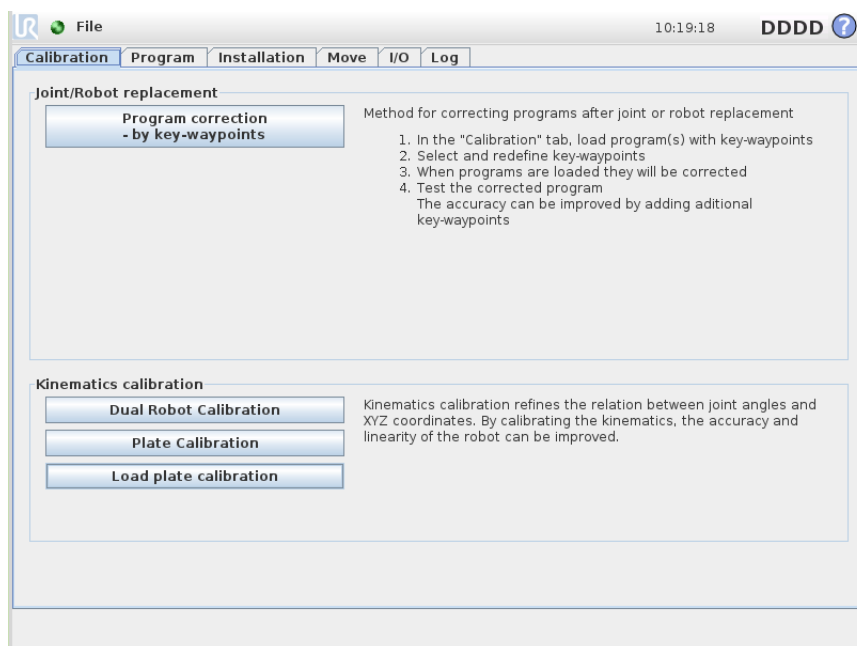 UR File 10:19:18 DDDD ?
Calibration Program Installation Move I/O Log
Joint/Robot replacement
Program correction
- by key-waypoints
Method for correcting programs after joint or robot replacement
1. In the "Calibration" tab, load program(s) with key-waypoints
2. Select and redefine key-waypoints
3. When programs are loaded they will be corrected
4. Test the corrected program
The accuracy can be improved by adding aditional
key-waypoints
Kinematics calibration
Dual Robot Calibration
Plate Calibration
Load plate calibration
Kinematics calibration refines the relation between joint angles and
XYZ coordinates. By calibrating the kinematics, the accuracy and
linearity of the robot can be improved.